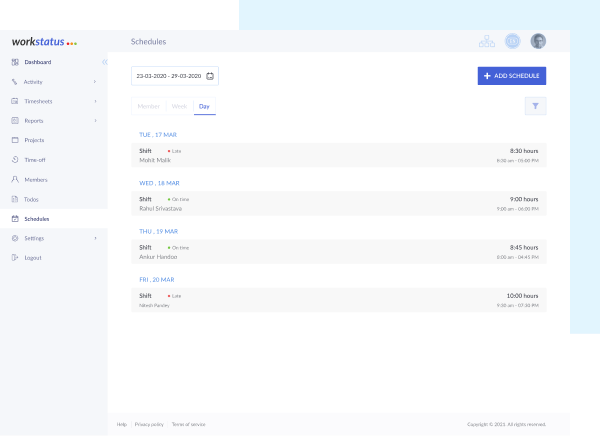 workstatus
Schedules
Dashboard
Activity
Timesheets
Reports
Projects
Time-off
Members
Todos
Schedules
Settings
Logout
23-03-2020 - 29-03-2020
ADD SCHEDULE
Member Week Day
TUE , 17 MAR
Shift Late 8:30 hours
Mohit Malik 8:30 am - 05:00 PM
WED , 18 MAR
Shift On time 9:00 hours
Rahul Srivastava 9:00 am - 06:00 PM
THU , 19 MAR
Shift On time 8:45 hours
Ankur Handoo 8:00 am - 04:45 PM
FRI , 20 MAR
Shift Late 10:00 hours
Nitesh Pandey 9:30 am - 07:30 PM
Help Privacy policy Terms of service Copyright © 2021. All rights reserved.